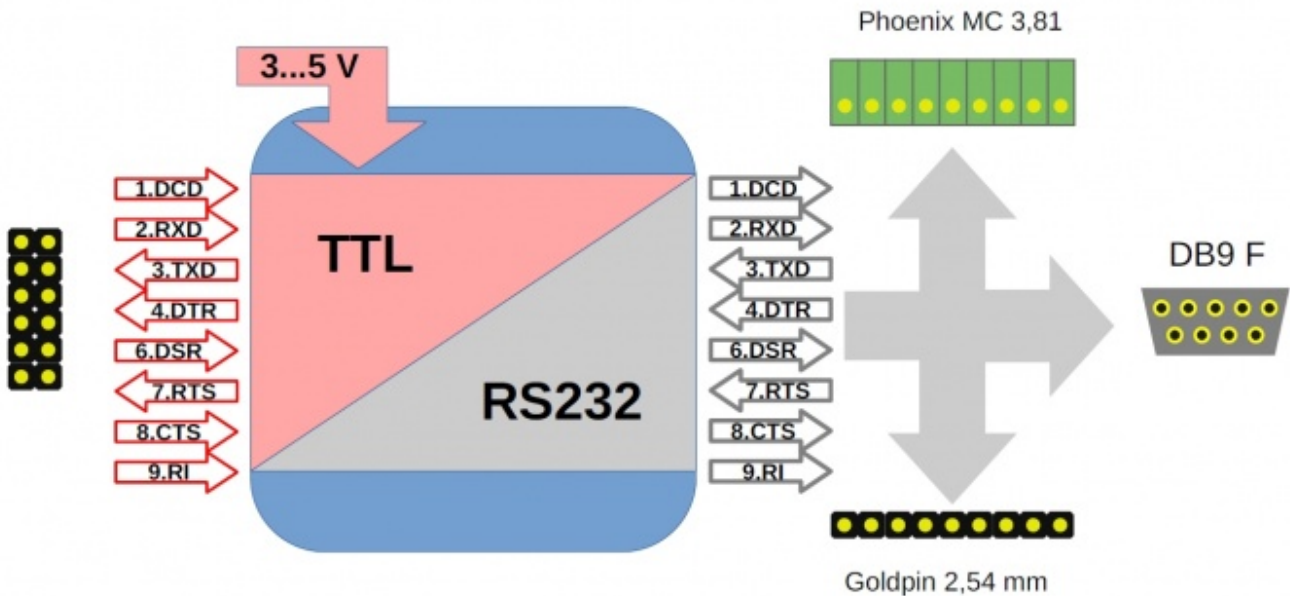 Phoenix MC 3,81
3...5 V
1.DCD
2.RXD
3.TXD
4.DTR
6.DSR
7.RTS
8.CTS
9.RI
TTL
RS232
1.DCD
2.RXD
3.TXD
4.DTR
6.DSR
7.RTS
8.CTS
9.RI
DB9 F
Goldpin 2,54 mm